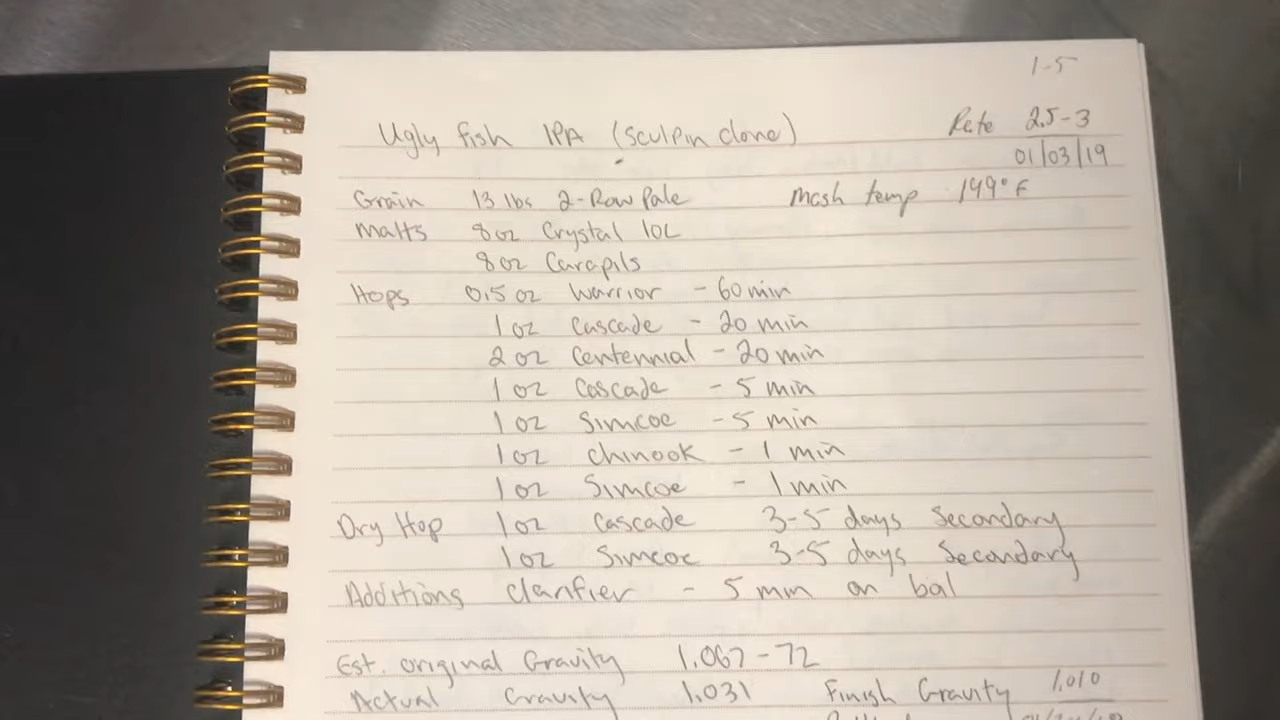 1-5
Ugly fish IPA (Sculpin clone) Rate 2.5-3
01/03/19
Grain 13 lbs 2-Row Pale Mash temp 149° F
Malts 8oz Crystal 10L
8oz Carapils
Hops 0.5 oz Warrior - 60 min
1 oz Cascade - 20 min
2 oz Centennial - 20 min
1 oz Cascade - 5 min
1 oz Simcoe - 5 min
1 oz Chinook - 1 min
1 oz Simcoe - 1 min
Dry Hop 1 oz Cascade 3-5 days Secondary
1 oz Simcoe 3-5 days Secondary
Additions Clarifier - 5 min on
Est. original Gravity 1.067-72
Actual Gravity 1.031 Finish Gravity 1.010